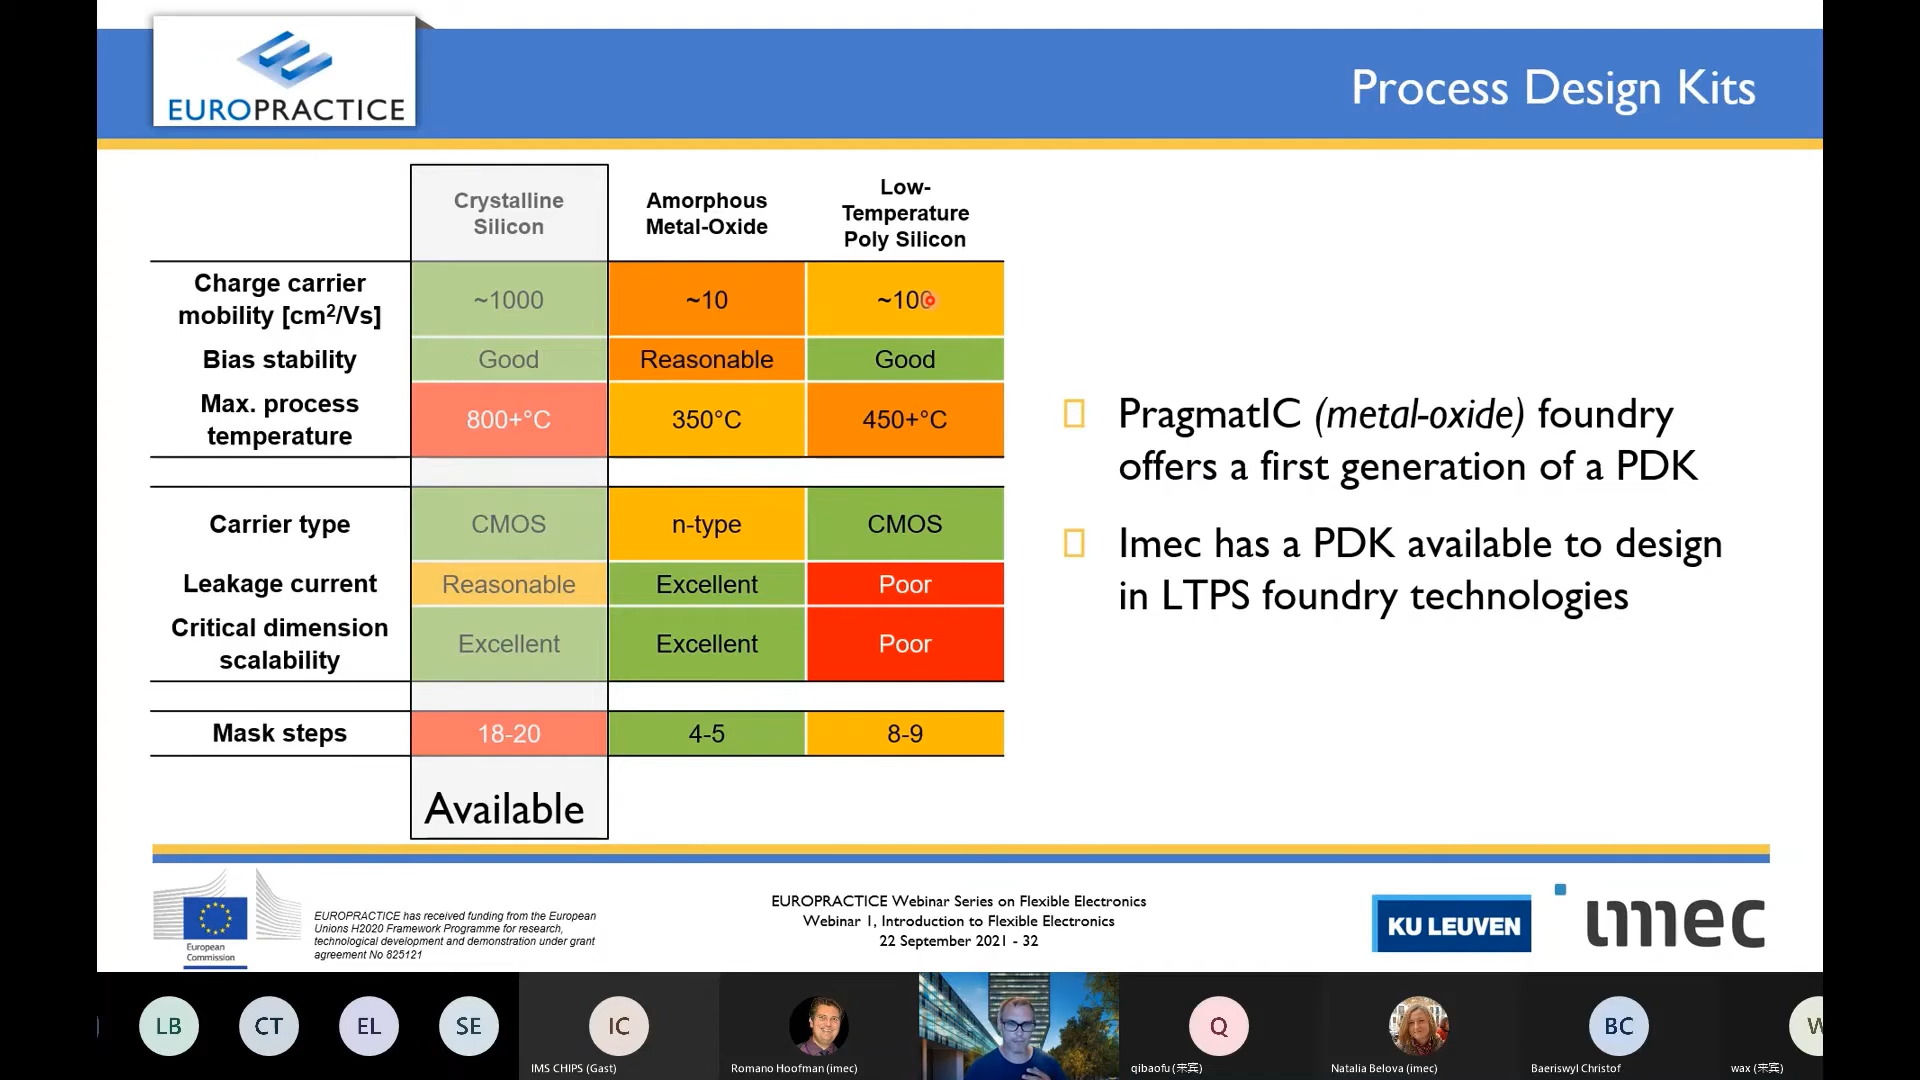 EUROPRACTICE
Process Design Kits
Crystalline
Silicon
Amorphous
Metal-Oxide
Low-
Temperature
Poly Silicon
Charge carrier
mobility [cm²/Vs]
~1000
~10
~100
Bias stability
Good
Reasonable
Good
Max. process
temperature
800+°C
350°C
450+°C
Carrier type
CMOS
n-type
CMOS
Leakage current
Reasonable
Excellent
Poor
Critical dimension
scalability
Excellent
Excellent
Poor
Mask steps
18-20
4-5
8-9
Available
PragmatIC (metal-oxide) foundry
offers a first generation of a PDK
Imec has a PDK available to design
in LTPS foundry technologies
European
Commission
EUROPRACTICE has received funding from the European
Unions H2020 Framework Programme for research,
technological development and demonstration under grant
agreement No 825121
EUROPRACTICE Webinar Series on Flexible Electronics
Webinar 1, Introduction to Flexible Electronics
22 September 2021 - 32
KU LEUVEN
imec
LB
CT
EL
SE
IC
Q
BC
W
IMS CHIPS (Gast)
Romano Hoofman (imec)
qibaofu (来宾)
Natalia Belova (imec)
Baeriswyl Christof
wax (来宾)